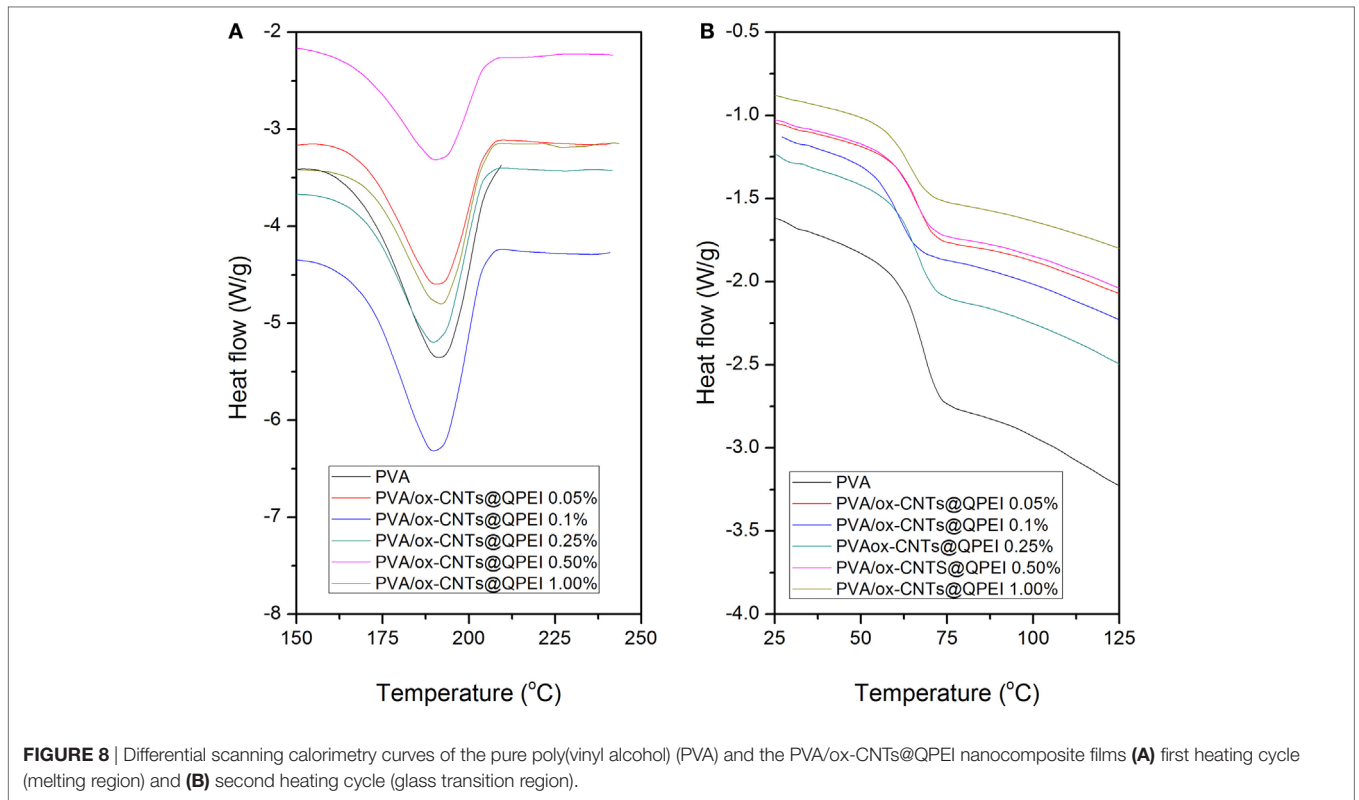 A
-2
-3
-4
-5
-6
-7
-8
Heat flow (W/g)
PVA
PVA/ox-CNTs@QPEI 0.05%
PVA/ox-CNTs@QPEI 0.1%
PVA/ox-CNTs@QPEI 0.25%
PVA/ox-CNTs@QPEI 0.50%
PVA/ox-CNTs@QPEI 1.00%
150 175 200 225 250
Temperature (°C)
B
-0.5
-1.0
-1.5
-2.0
-2.5
-3.0
-3.5
-4.0
Heat flow (W/g)
PVA
PVA/ox-CNTs@QPEI 0.05%
PVA/ox-CNTs@QPEI 0.1%
PVAox-CNTs@QPEI 0.25%
PVA/ox-CNTS@QPEI 0.50%
PVA/ox-CNTs@QPEI 1.00%
25 50 75 100 125
Temperature (°C)
FIGURE 8 | Differential scanning calorimetry curves of the pure poly(vinyl alcohol) (PVA) and the PVA/ox-CNTs@QPEI nanocomposite films (A) first heating cycle
(melting region) and (B) second heating cycle (glass transition region).